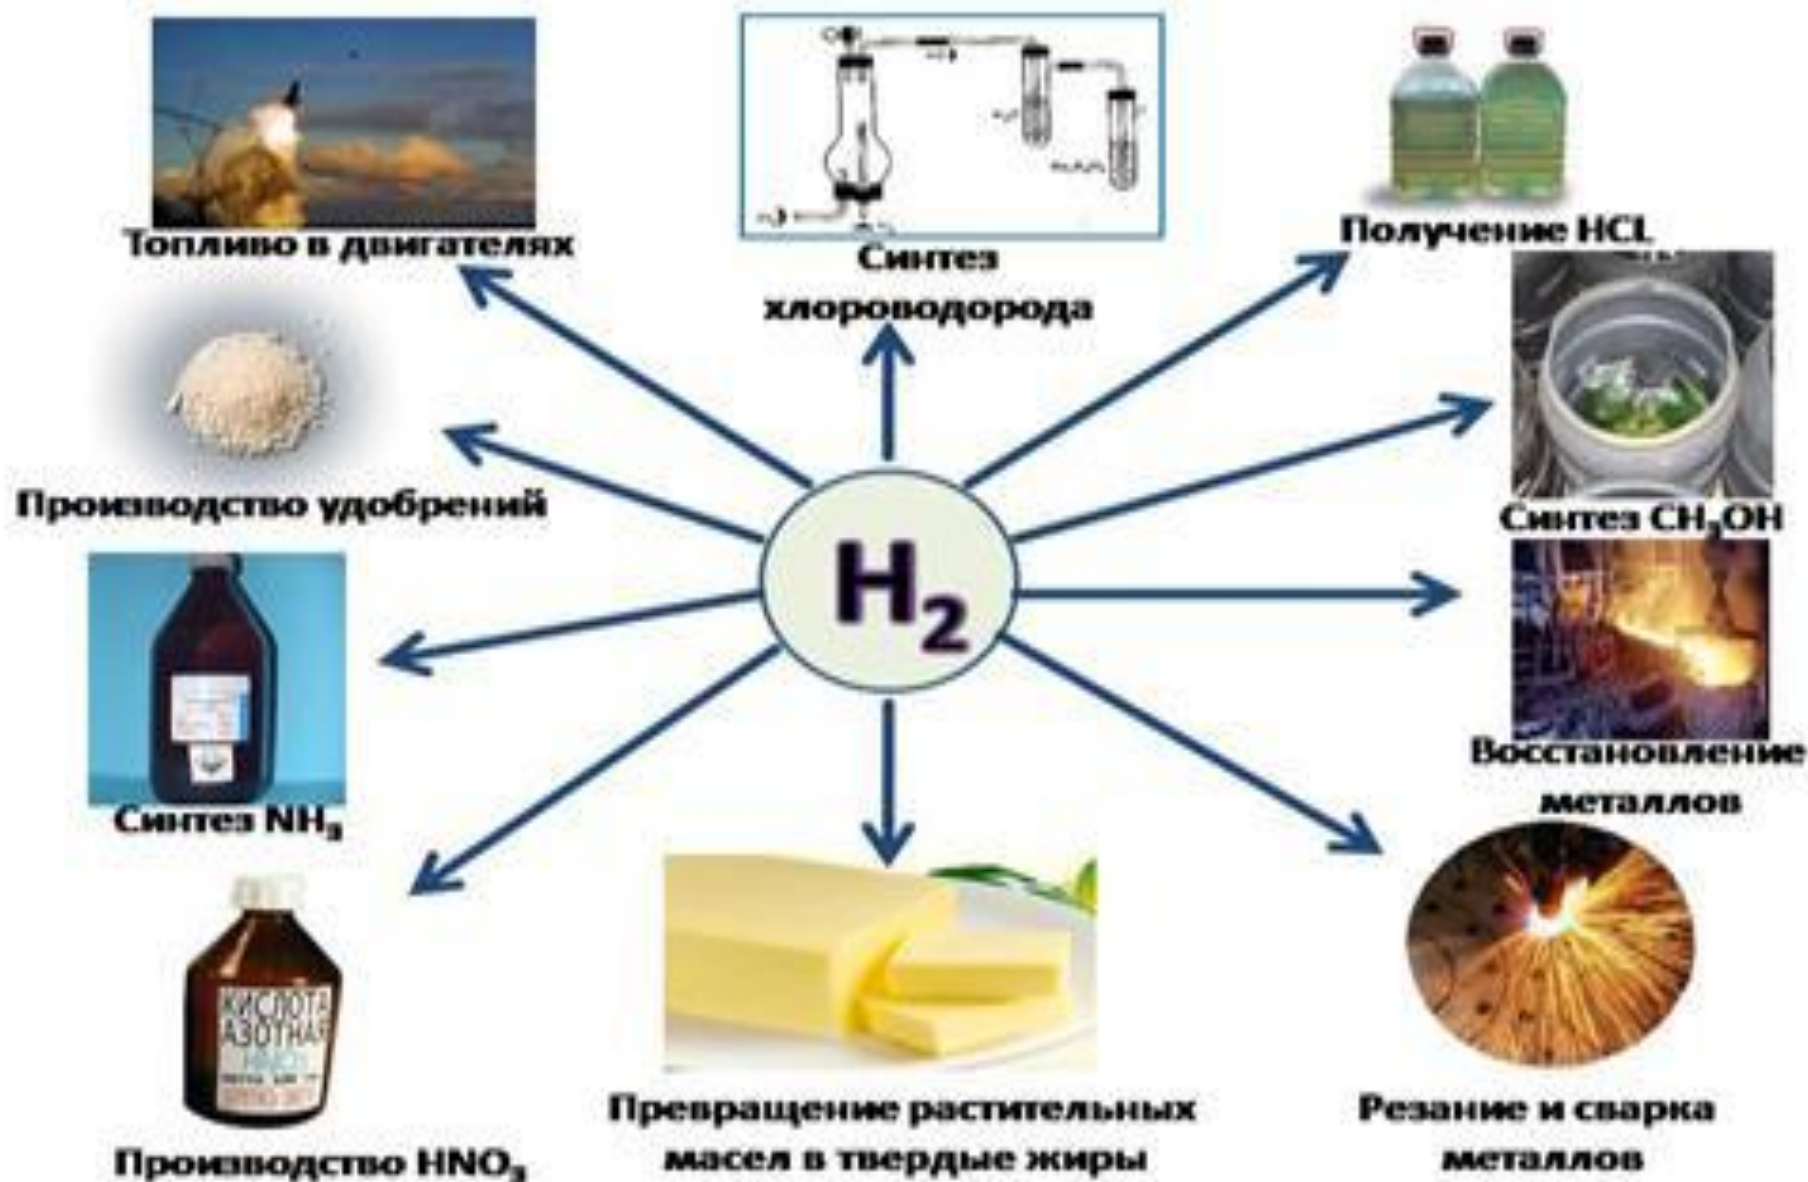 Топливо в двигателях
Синтез
хлороводорода
Получение HCL
Производство удобрений
Синтез CH₃OH
H₂
Синтез NH₃
Восстановление
металлов
КИСЛОТА
АЗОТНАЯ
Производство HNO₃
Превращение растительных
масел в твердые жиры
Резание и сварка
металлов